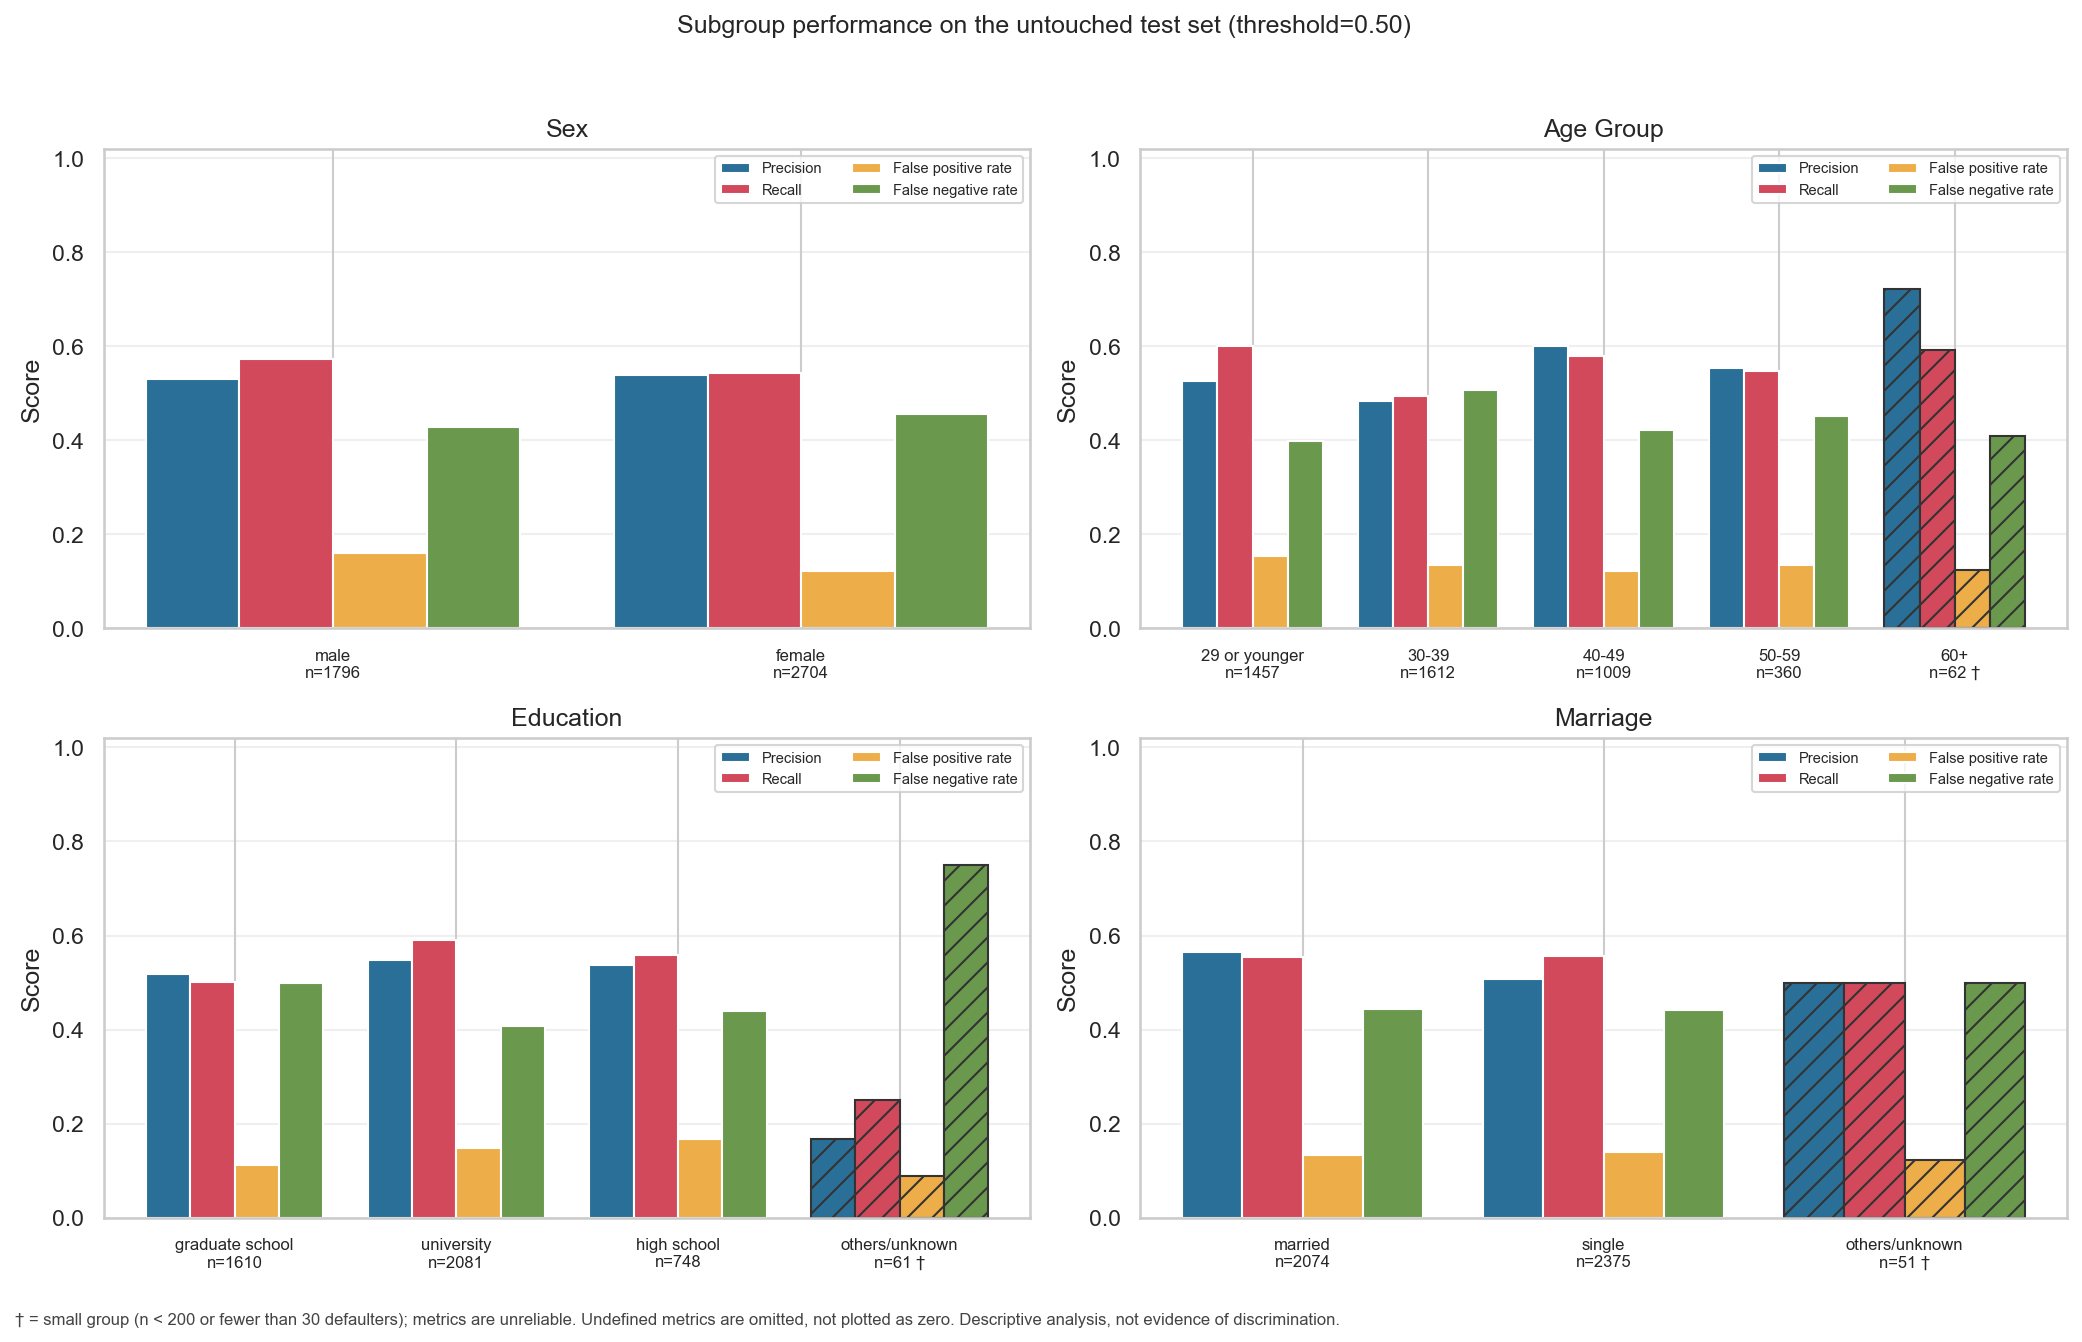 Subgroup performance on the untouched test set (threshold=0.50)
Sex
Precision
Recall
False positive rate
False negative rate
Score
1.0
0.8
0.6
0.4
0.2
0.0
male
n=1796
female
n=2704
Age Group
Precision
Recall
False positive rate
False negative rate
Score
1.0
0.8
0.6
0.4
0.2
0.0
29 or younger
n=1457
30-39
n=1612
40-49
n=1009
50-59
n=360
60+
n=62 †
Education
Precision
Recall
False positive rate
False negative rate
Score
1.0
0.8
0.6
0.4
0.2
0.0
graduate school
n=1610
university
n=2081
high school
n=748
others/unknown
n=61 †
Marriage
Precision
Recall
False positive rate
False negative rate
Score
1.0
0.8
0.6
0.4
0.2
0.0
married
n=2074
single
n=2375
others/unknown
n=51 †
† = small group (n < 200 or fewer than 30 defaulters); metrics are unreliable. Undefined metrics are omitted, not plotted as zero. Descriptive analysis, not evidence of discrimination.